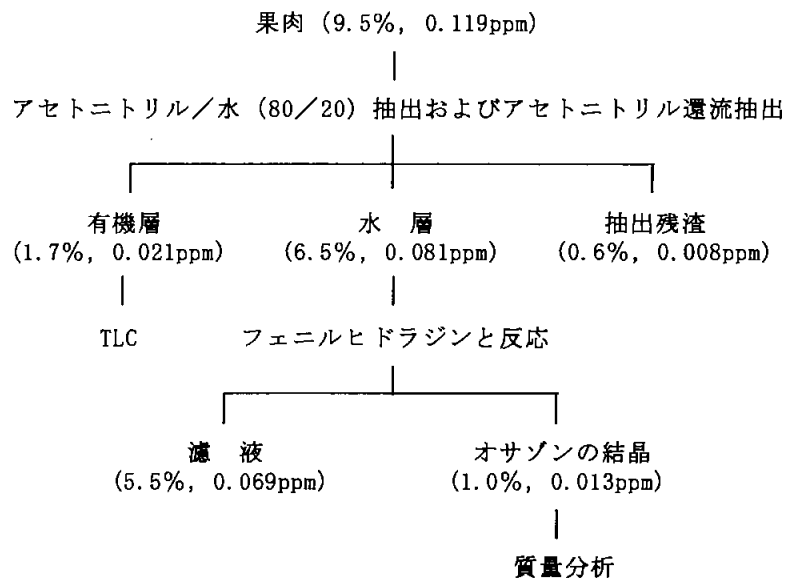 果肉 (9.5%, 0.119ppm)
アセトニトリル/水 (80/20) 抽出およびアセトニトリル還流抽出
有機層 水 層 抽出残渣
(1.7%, 0.021ppm) (6.5%, 0.081ppm) (0.6%, 0.008ppm)
TLC フェニルヒドラジンと反応
濾 液 オサゾンの結晶
(5.5%, 0.069ppm) (1.0%, 0.013ppm)
質量分析